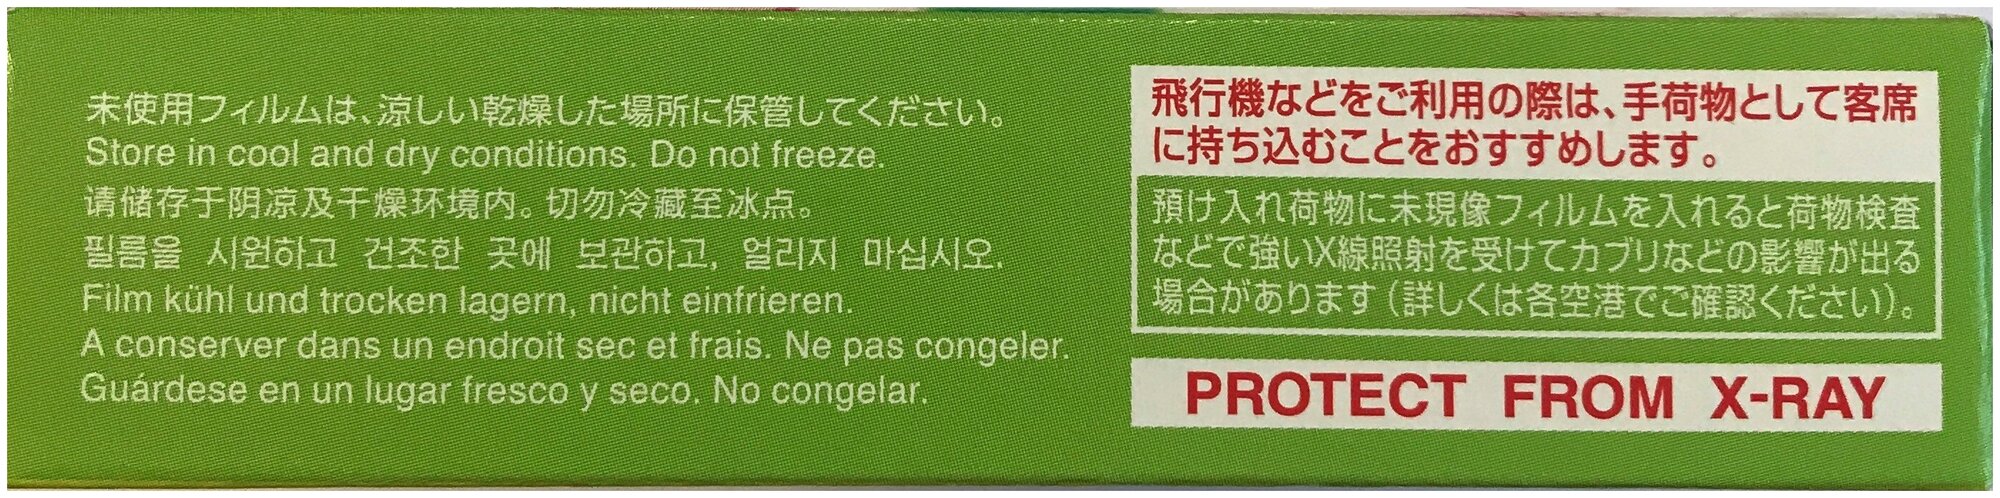 未使用フィルムは、涼しい乾燥した場所に保管してください。
Store in cool and dry conditions. Do not freeze.
请储存于阴凉及干燥环境内。切勿冷藏至冰点。
필름을 시원하고 건조한 곳에 보관하고, 얼리지 마십시오.
Film kühl und trocken lagern, nicht einfrieren.
A conserver dans un endroit sec et frais. Ne pas congeler.
Guárdese en un lugar fresco y seco. No congelar.
飛行機などをご利用の際は、手荷物として客席
に持ち込むことをおすすめします。
預け入れ荷物に未現像フィルムを入れると荷物検査
などで強いX線照射を受けてカブリなどの影響が出る
場合があります（詳しくは各空港でご確認ください）。
PROTECT FROM X-RAY